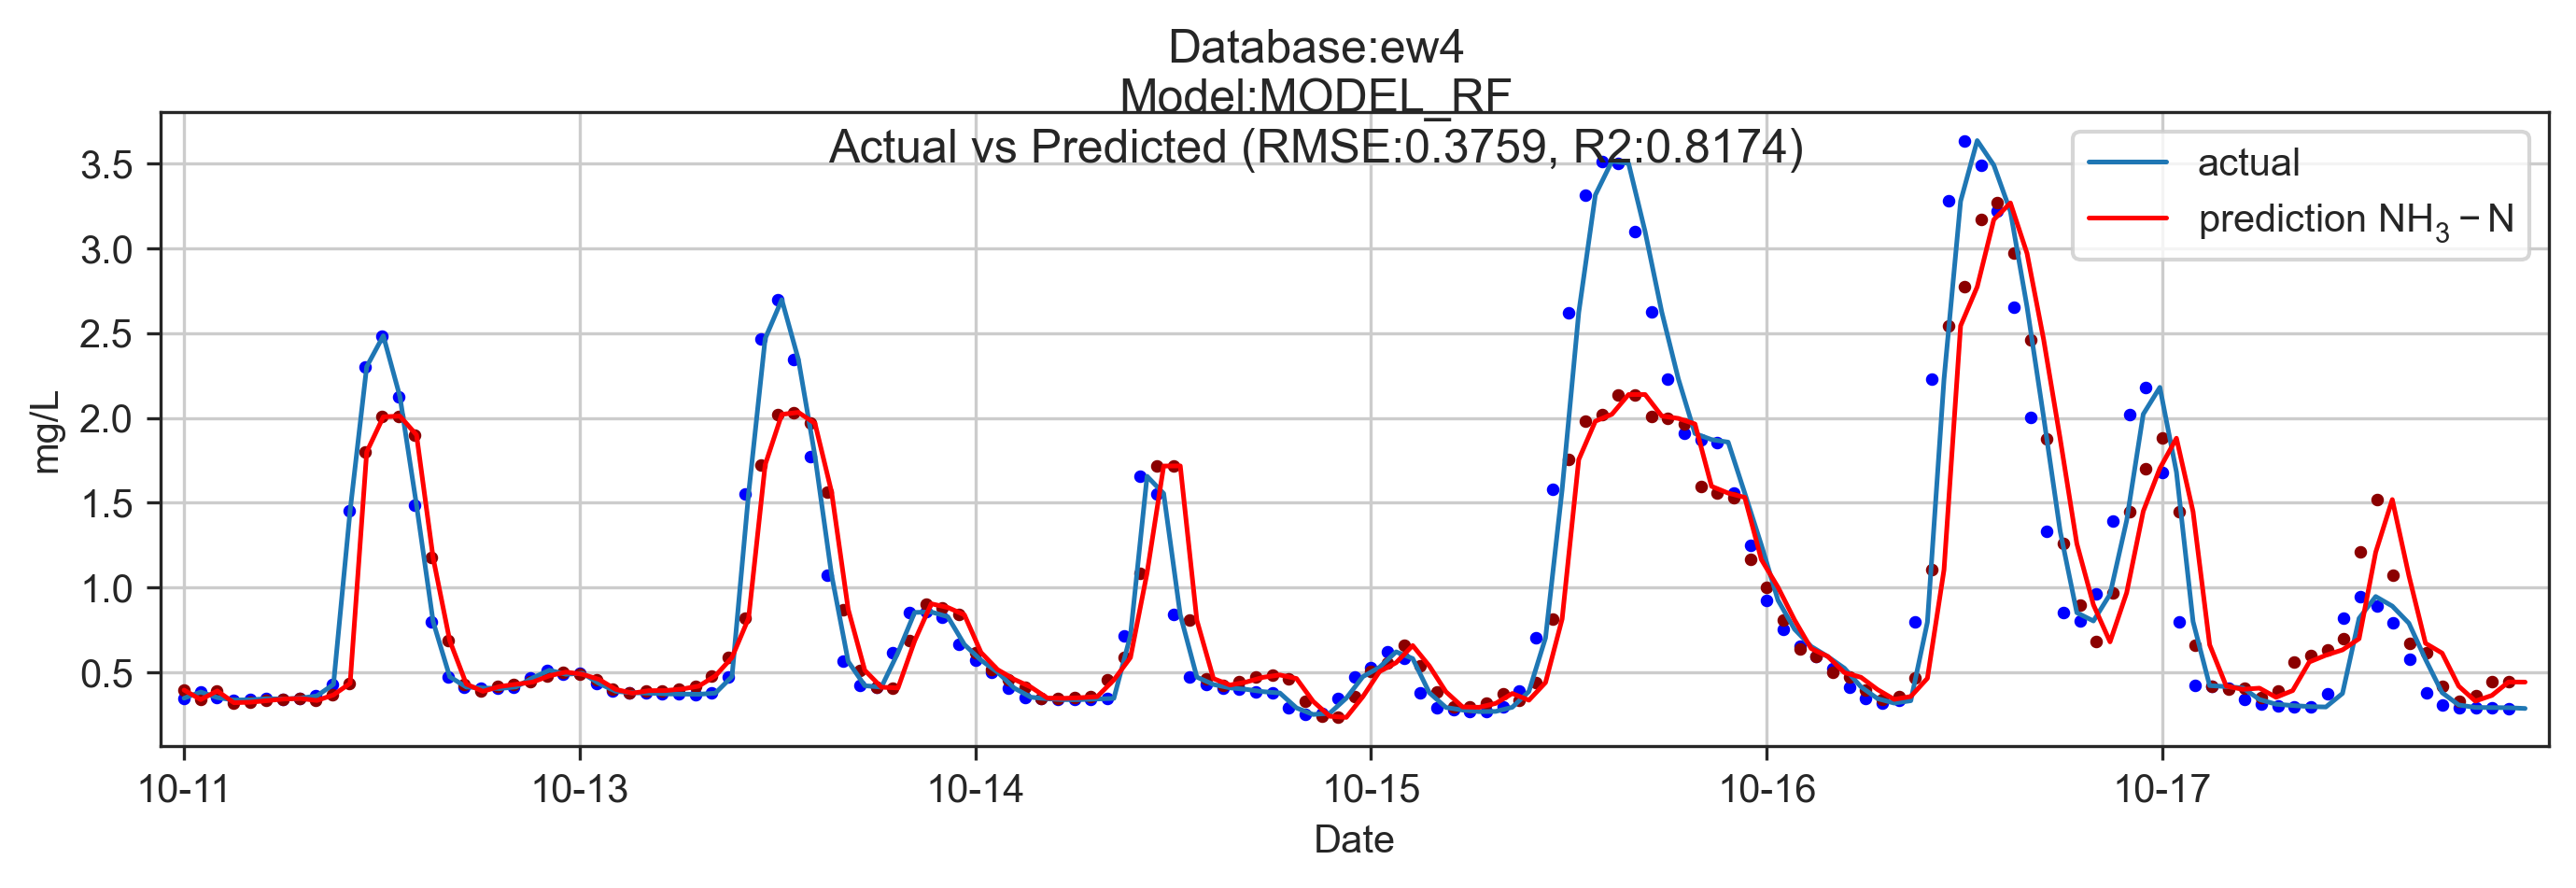 Database:ew4
Model:MODEL_RF
Actual vs Predicted (RMSE:0.3759, R2:0.8174)
actual
prediction NH₃ − N
3.5
3.0
2.5
2.0
1.5
1.0
0.5
mg/L
10-11 10-13 10-14 10-15 10-16 10-17
Date